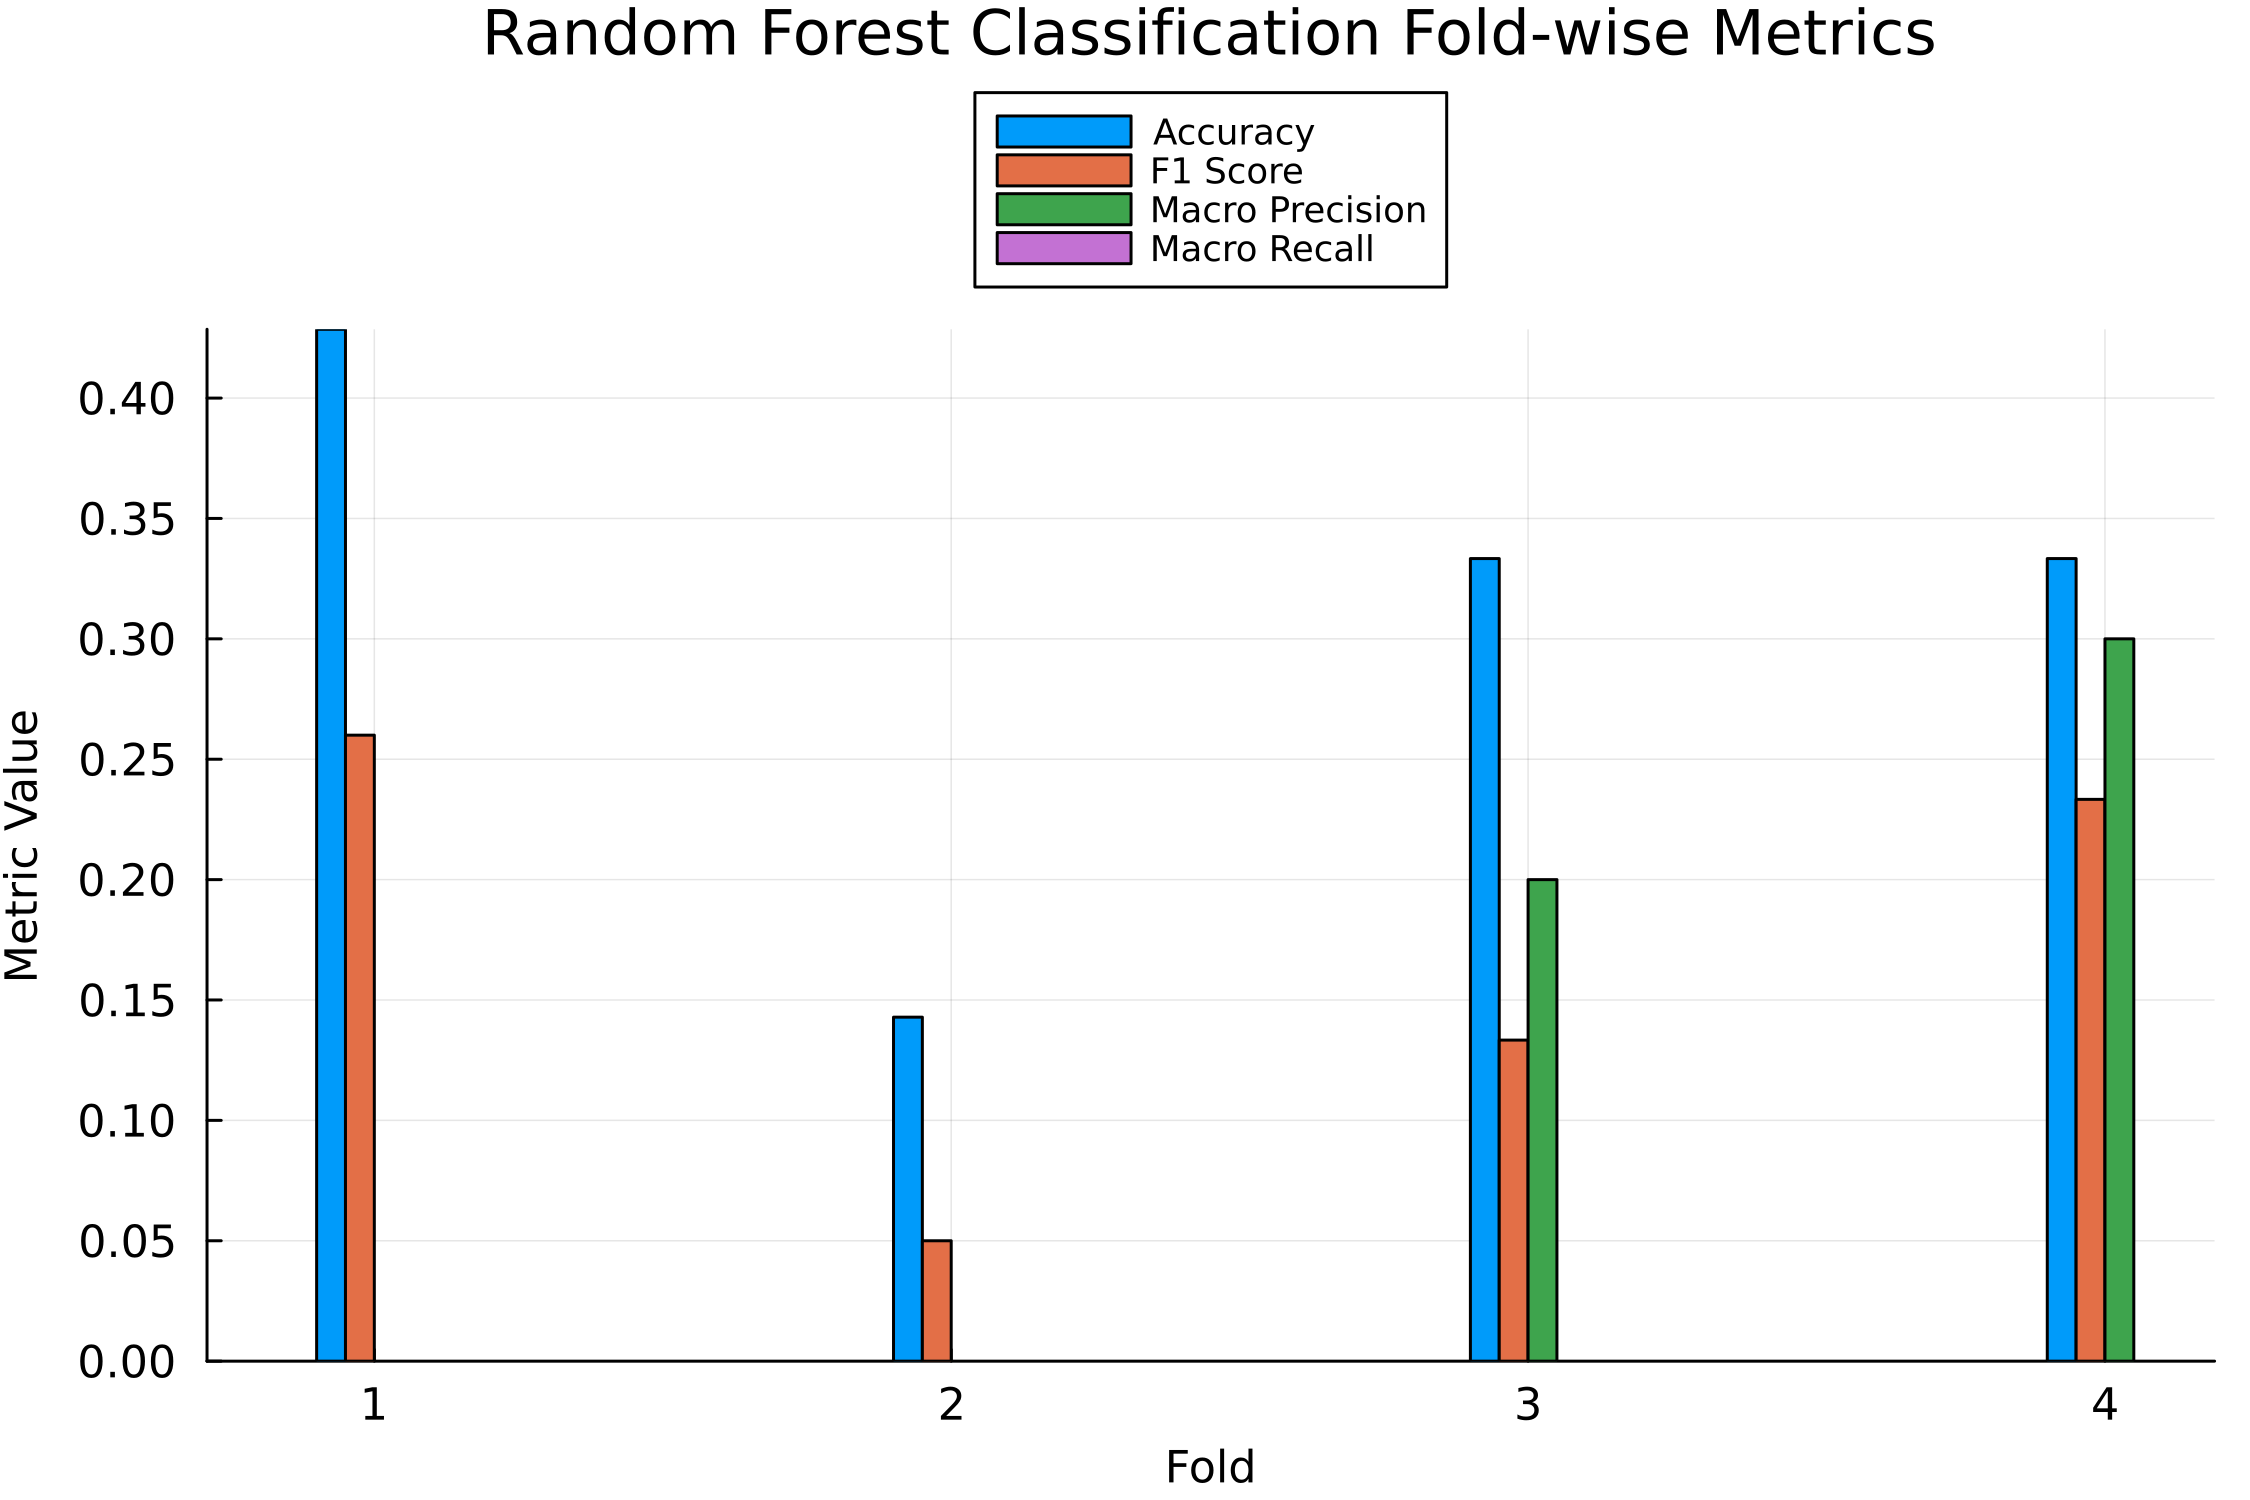 Random Forest Classification Fold-wise Metrics
Accuracy
F1 Score
Macro Precision
Macro Recall
0.40
0.35
0.30
0.25
0.20
0.15
0.10
0.05
0.00
Metric Value
1 2 3 4
Fold